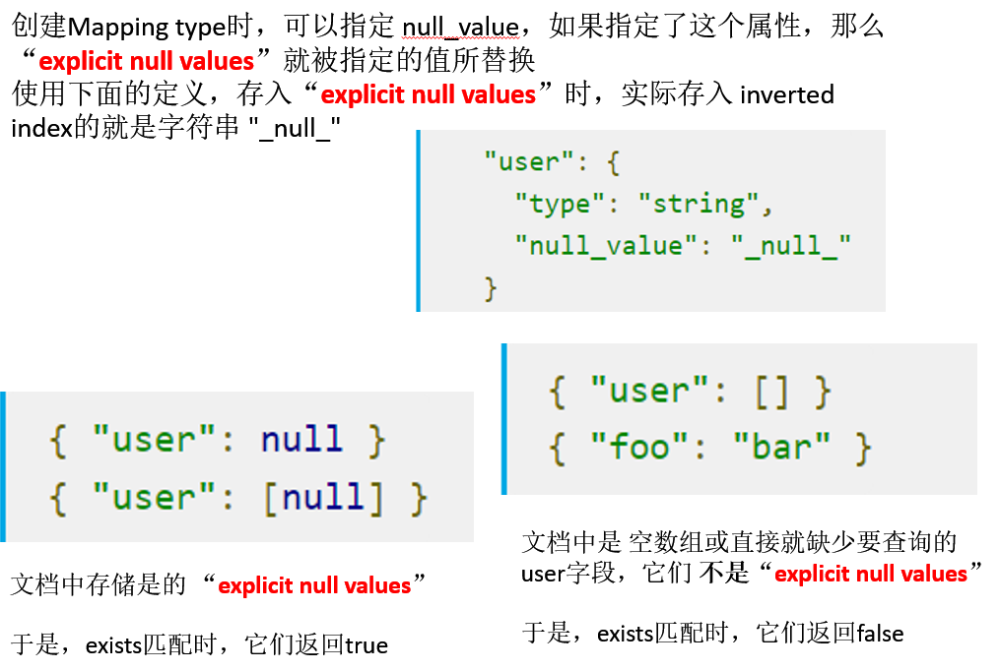 创建Mapping type时，可以指定 null_value，如果指定了这个属性，那么
“explicit null values”就被指定的值所替换
使用下面的定义，存入“explicit null values”时，实际存入 inverted
index的就是字符串 "_null_"
"user": {
"type": "string",
"null_value": "_null_"
}
{ "user": null }
{ "user": [null] }
文档中存储是的 “explicit null values”
于是，exists匹配时，它们返回true
{ "user": [] }
{ "foo": "bar" }
文档中是 空数组或直接就缺少要查询的
user字段，它们 不是“explicit null values”
于是，exists匹配时，它们返回false